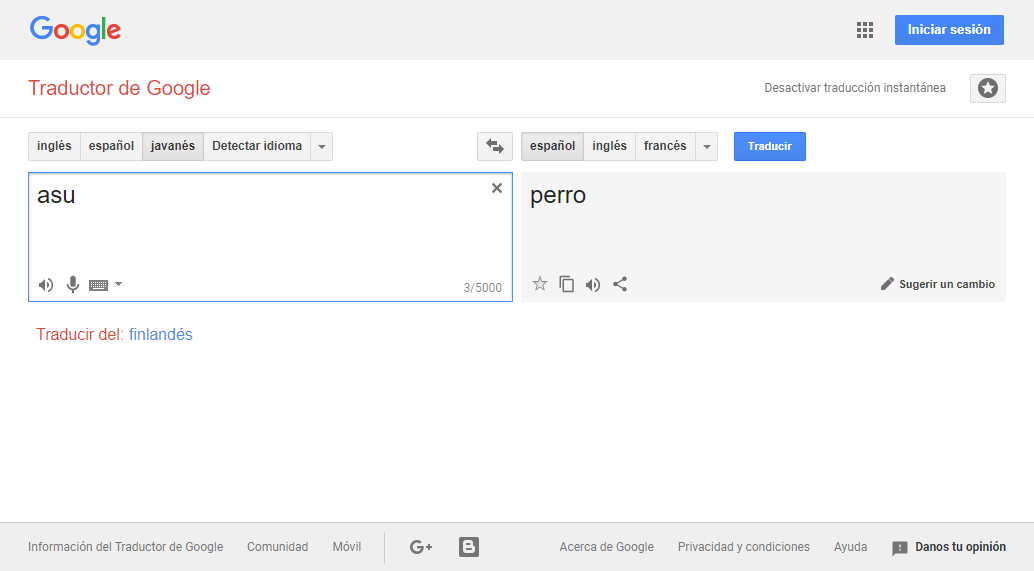 Google
Iniciar sesión
Traductor de Google
Desactivar traducción instantánea
inglés español javanés Detectar idioma
español inglés francés
Traducir
asu
perro
3/5000
Sugerir un cambio
Traducir del: finlandés
Información del Traductor de Google Comunidad Móvil G+ B Acerca de Google Privacidad y condiciones Ayuda Danos tu opinión